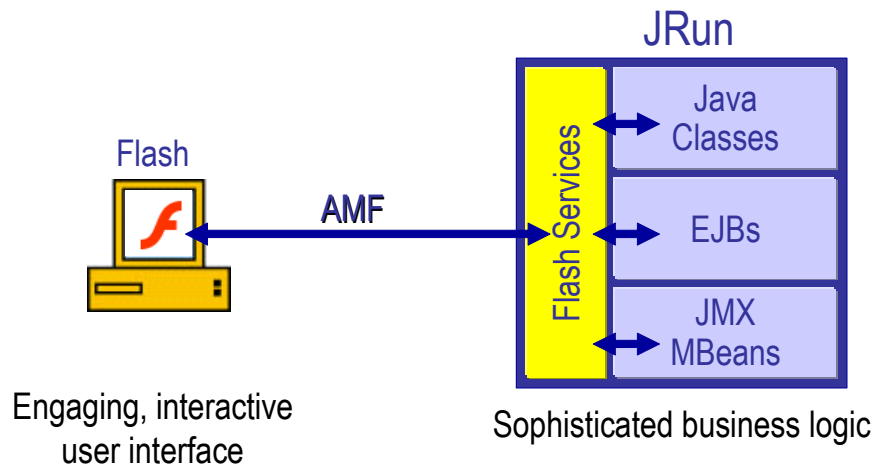 JRun
Flash
AMF
Flash Services
Java
Classes
EJBs
JMX
MBeans
Engaging, interactive
user interface
Sophisticated business logic